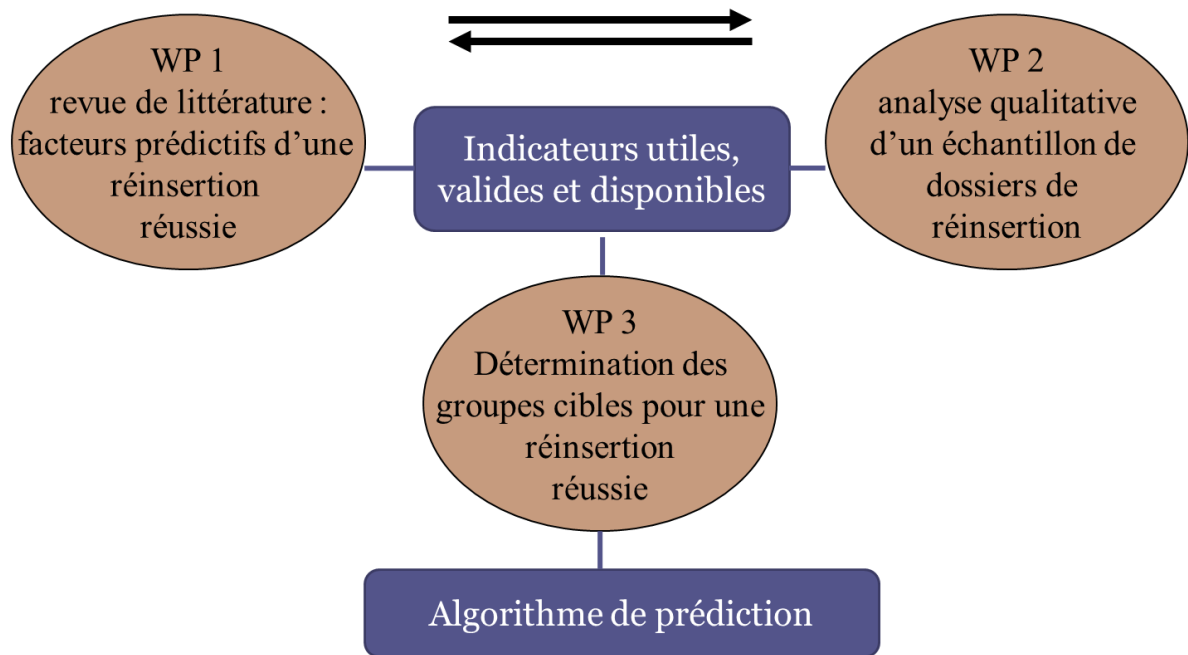 WP 1
revue de littérature :
facteurs prédictifs d’une
réinsertion
réussie
Indicateurs utiles,
valides et disponibles
WP 2
analyse qualitative
d’un échantillon de
dossiers de
réinsertion
WP 3
Détermination des
groupes cibles pour une
réinsertion
réussie
Algorithme de prédiction